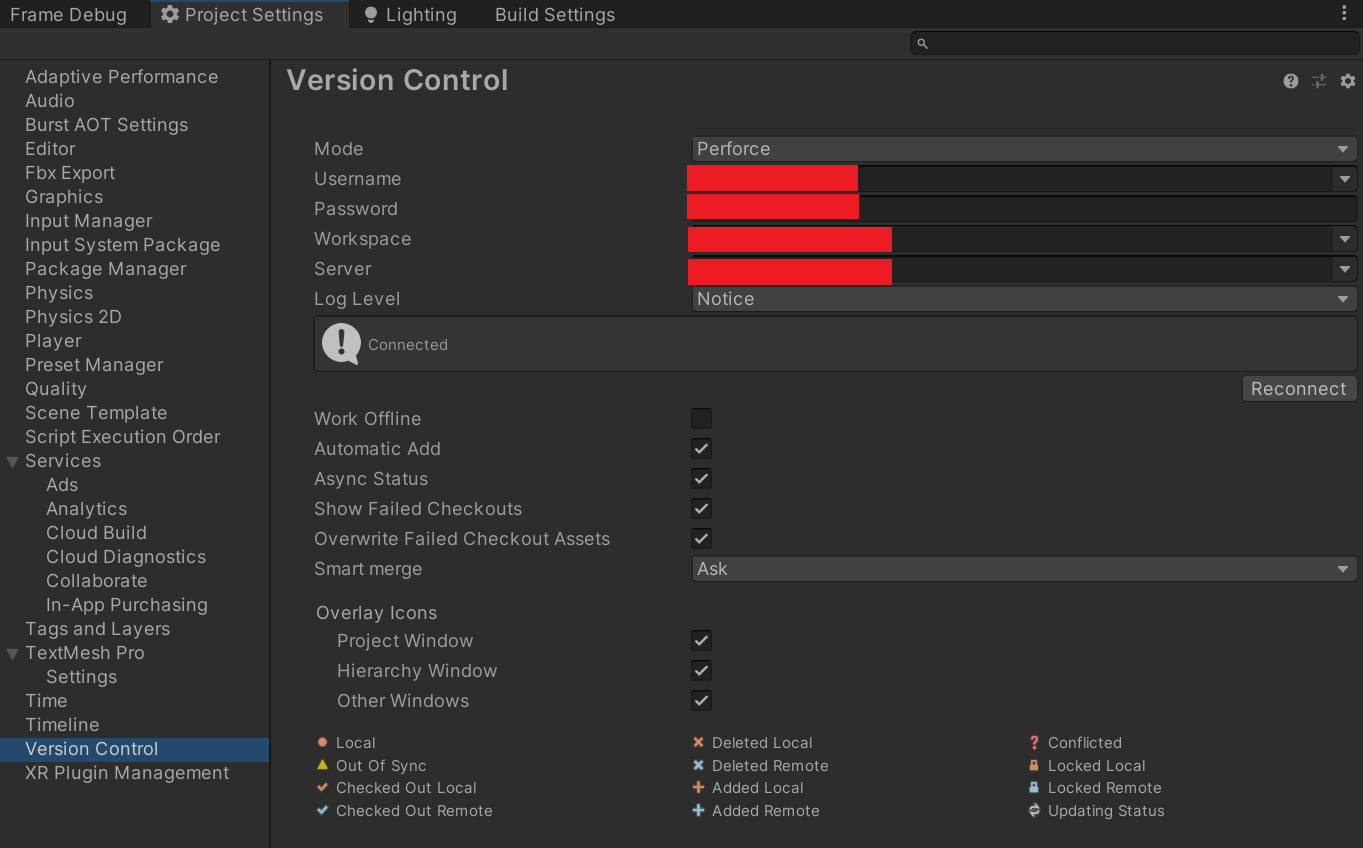 Frame Debug
Project Settings
Lighting
Build Settings
Adaptive Performance
Audio
Burst AOT Settings
Editor
Fbx Export
Graphics
Input Manager
Input System Package
Package Manager
Physics
Physics 2D
Player
Preset Manager
Quality
Scene Template
Script Execution Order
Services
Ads
Analytics
Cloud Build
Cloud Diagnostics
Collaborate
In-App Purchasing
Tags and Layers
TextMesh Pro
Settings
Time
Timeline
Version Control
XR Plugin Management
Version Control
Mode Perforce
Username
Password
Workspace
Server
Log Level Notice
Connected
Reconnect
Work Offline
Automatic Add
Async Status
Show Failed Checkouts
Overwrite Failed Checkout Assets
Smart merge Ask
Overlay Icons
Project Window
Hierarchy Window
Other Windows
Local Deleted Local Conflicted
Out Of Sync Deleted Remote Locked Local
Checked Out Local Added Local Locked Remote
Checked Out Remote Added Remote Updating Status